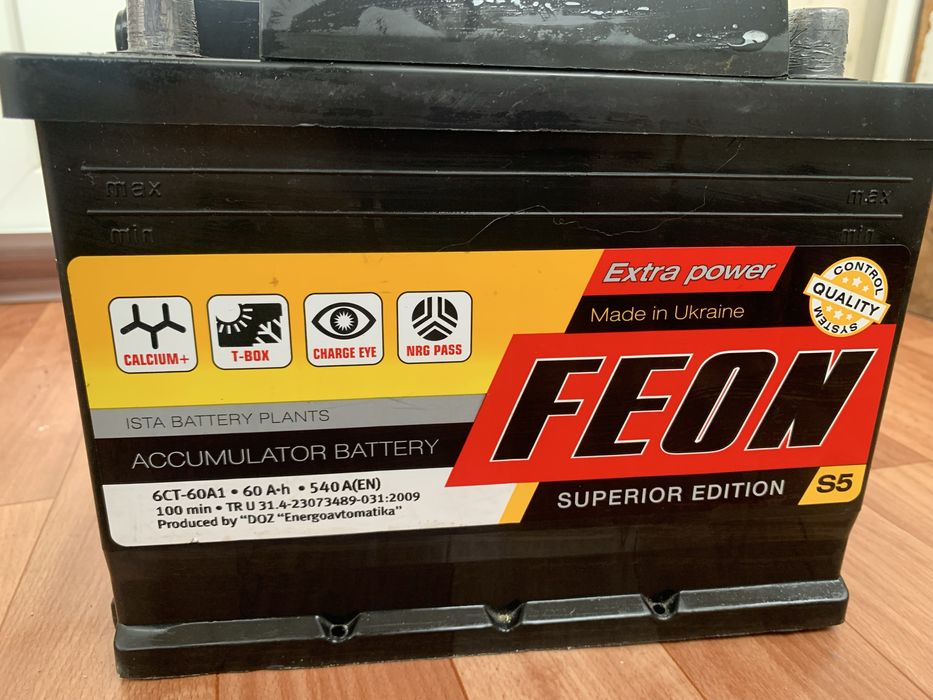 max
max
min
min
Extra power
Made in Ukraine
CONTROL
QUALITY
SYSTEM
CALCIUM+
T-BOX
CHARGE EYE
NRG PASS
FEON
ISTA BATTERY PLANTS
ACCUMULATOR BATTERY
6CT-60A1 • 60 A•h • 540 A(EN)
100 min • TR U 31.4-23073489-031:2009
Produced by "DOZ "Energoavtomatika"
SUPERIOR EDITION
S5